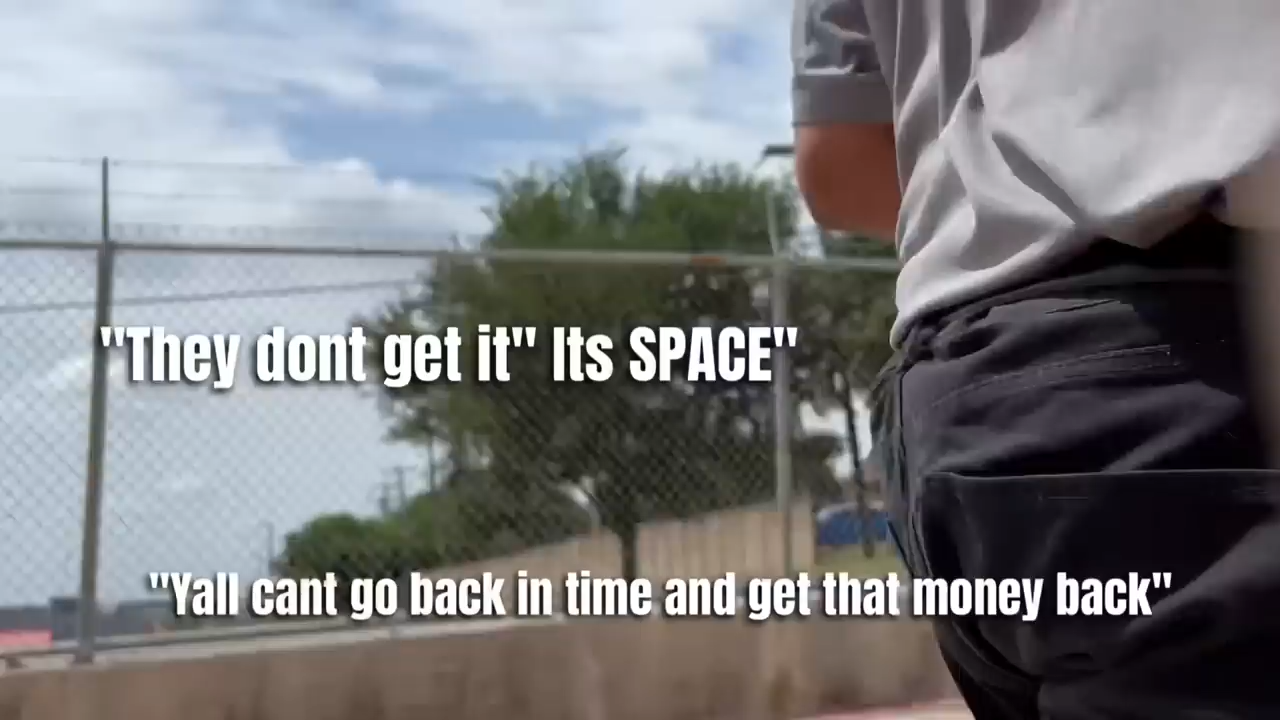 "They dont get it" Its SPACE"
"Yall cant go back in time and get that money back"